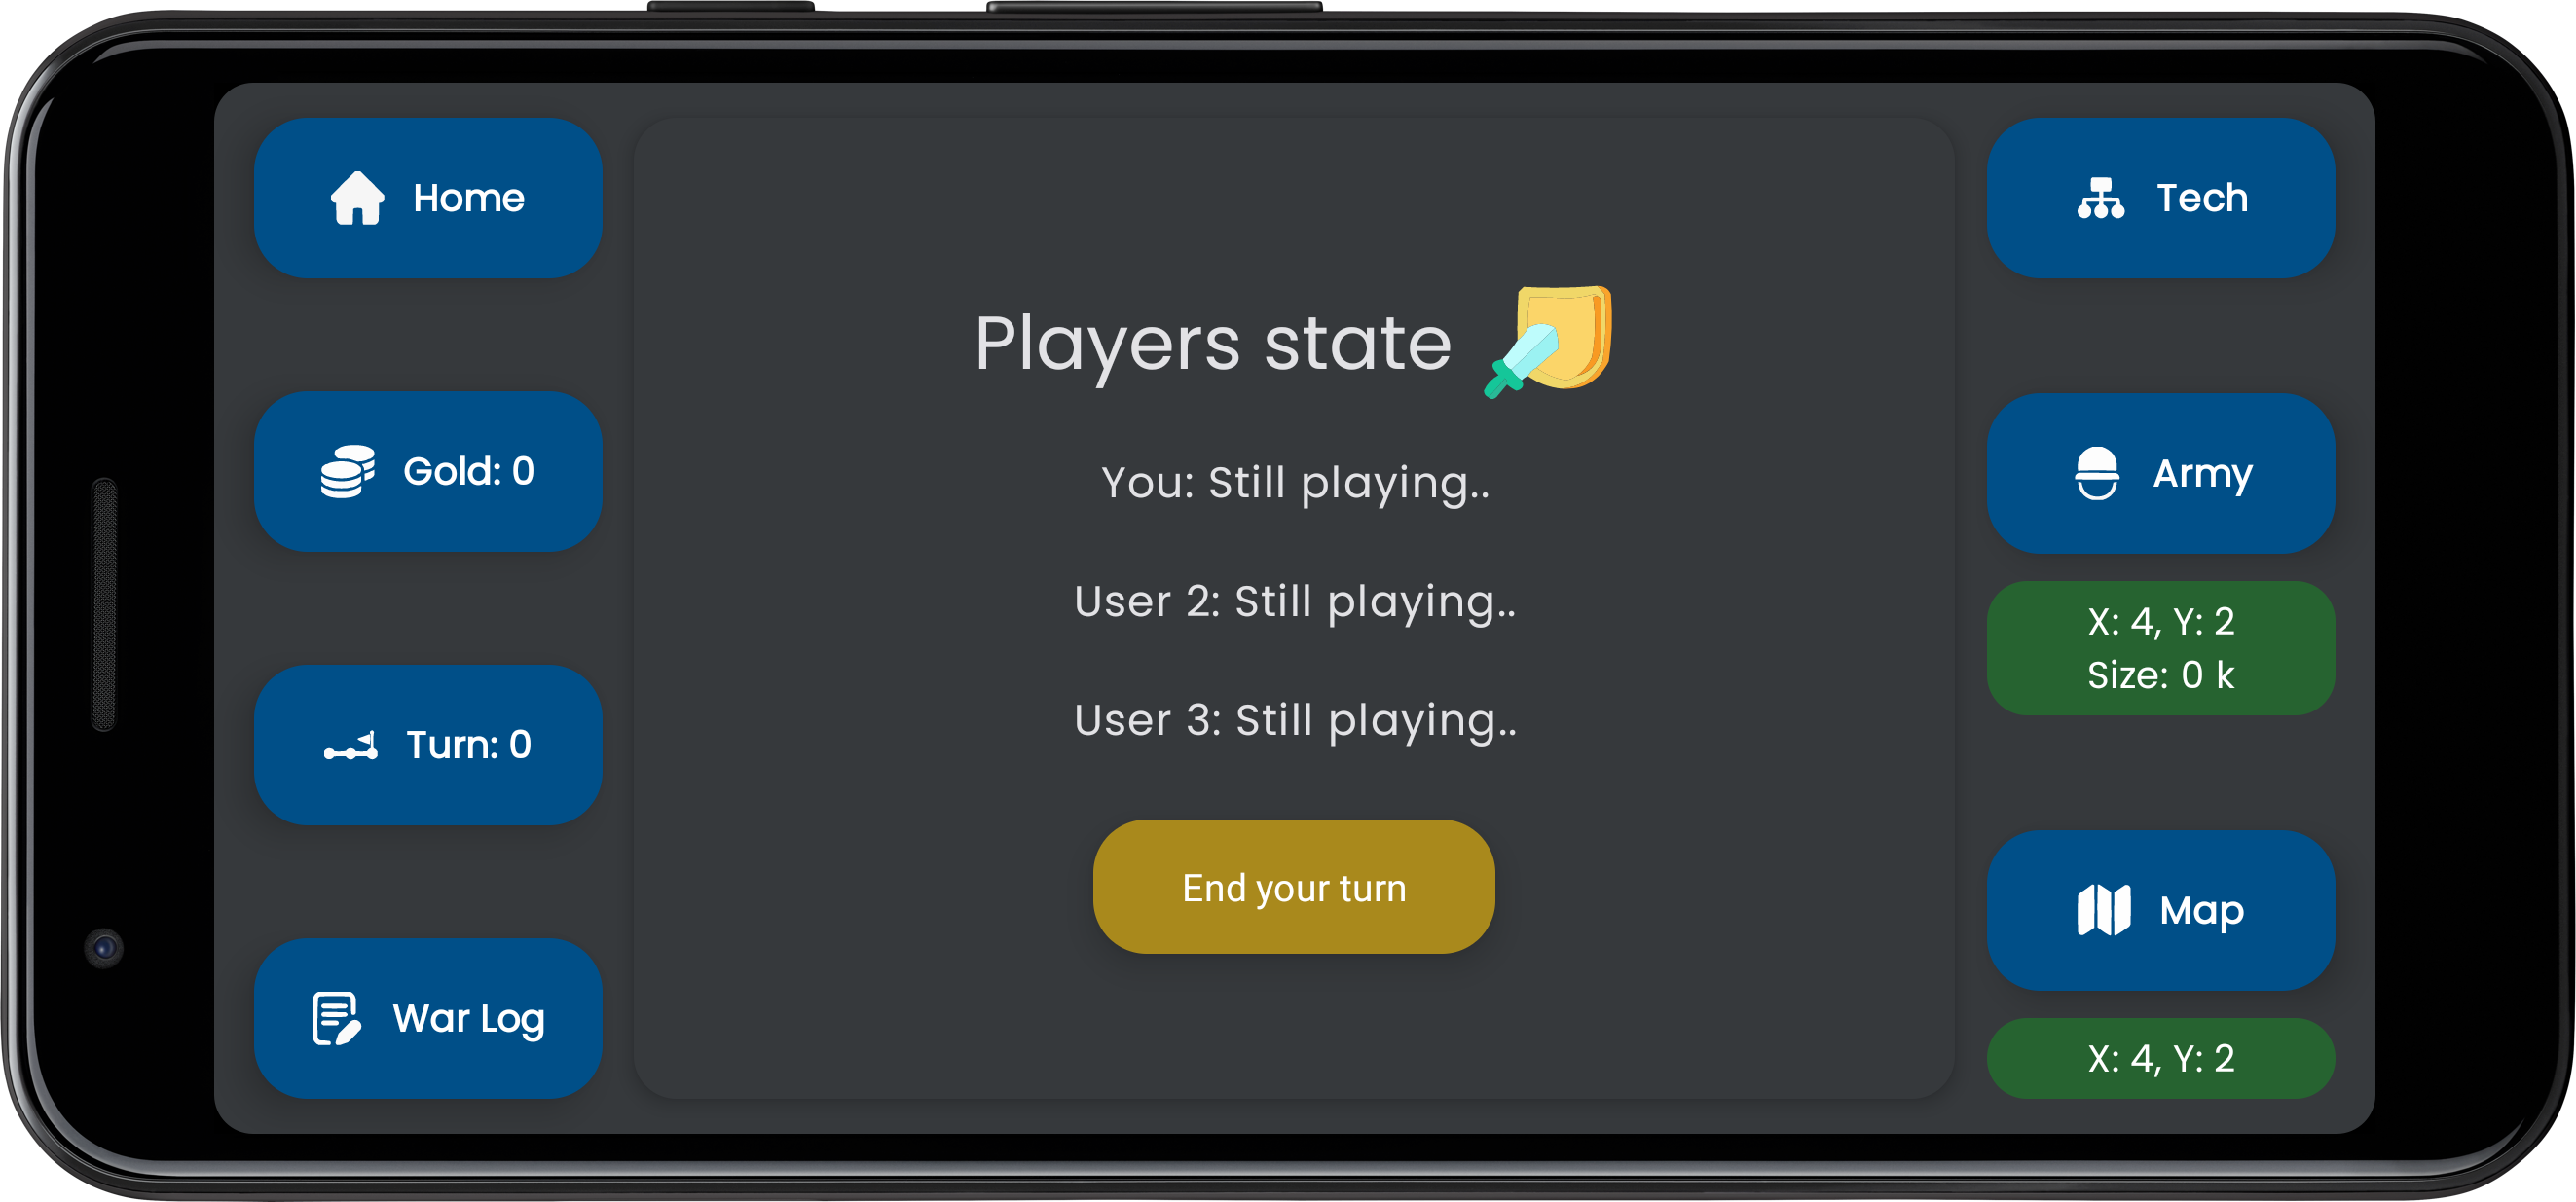 Home
Gold: 0
Turn: 0
War Log
Players state
You: Still playing..
User 2: Still playing..
User 3: Still playing..
End your turn
Tech
Army
X: 4, Y: 2
Size: 0 k
Map
X: 4, Y: 2